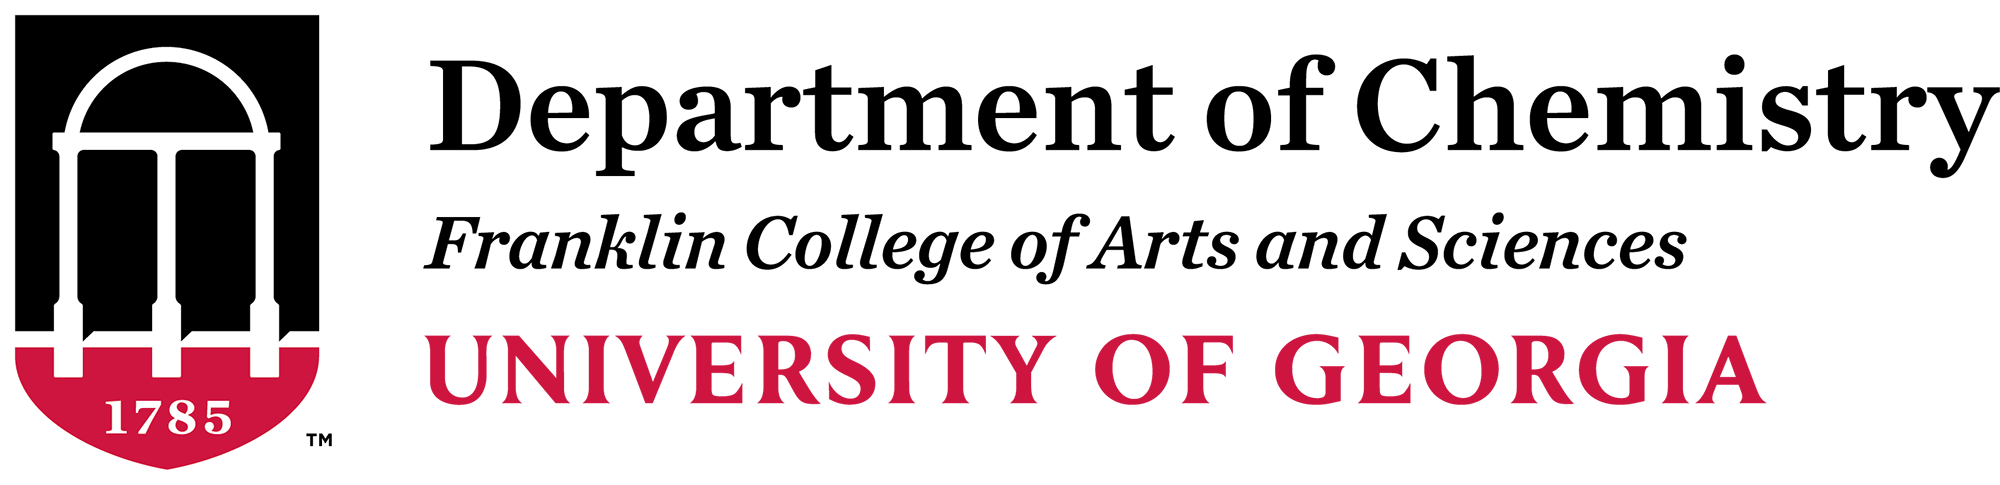 Department of Chemistry
Franklin College of Arts and Sciences
UNIVERSITY OF GEORGIA
1785
TM